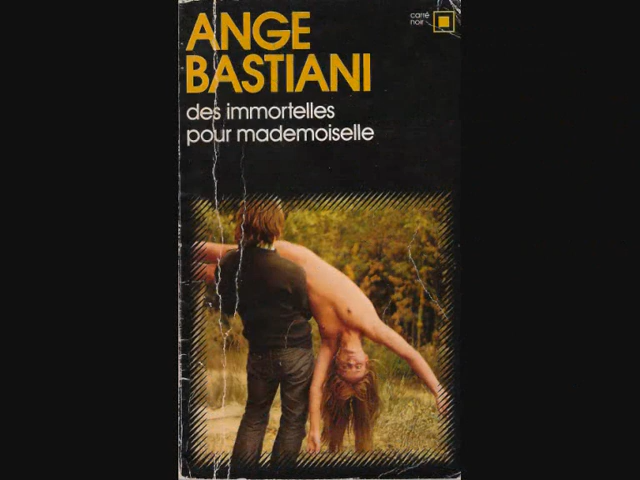 ANGE
BASTIANI
des immortelles
pour mademoiselle
carré
noir